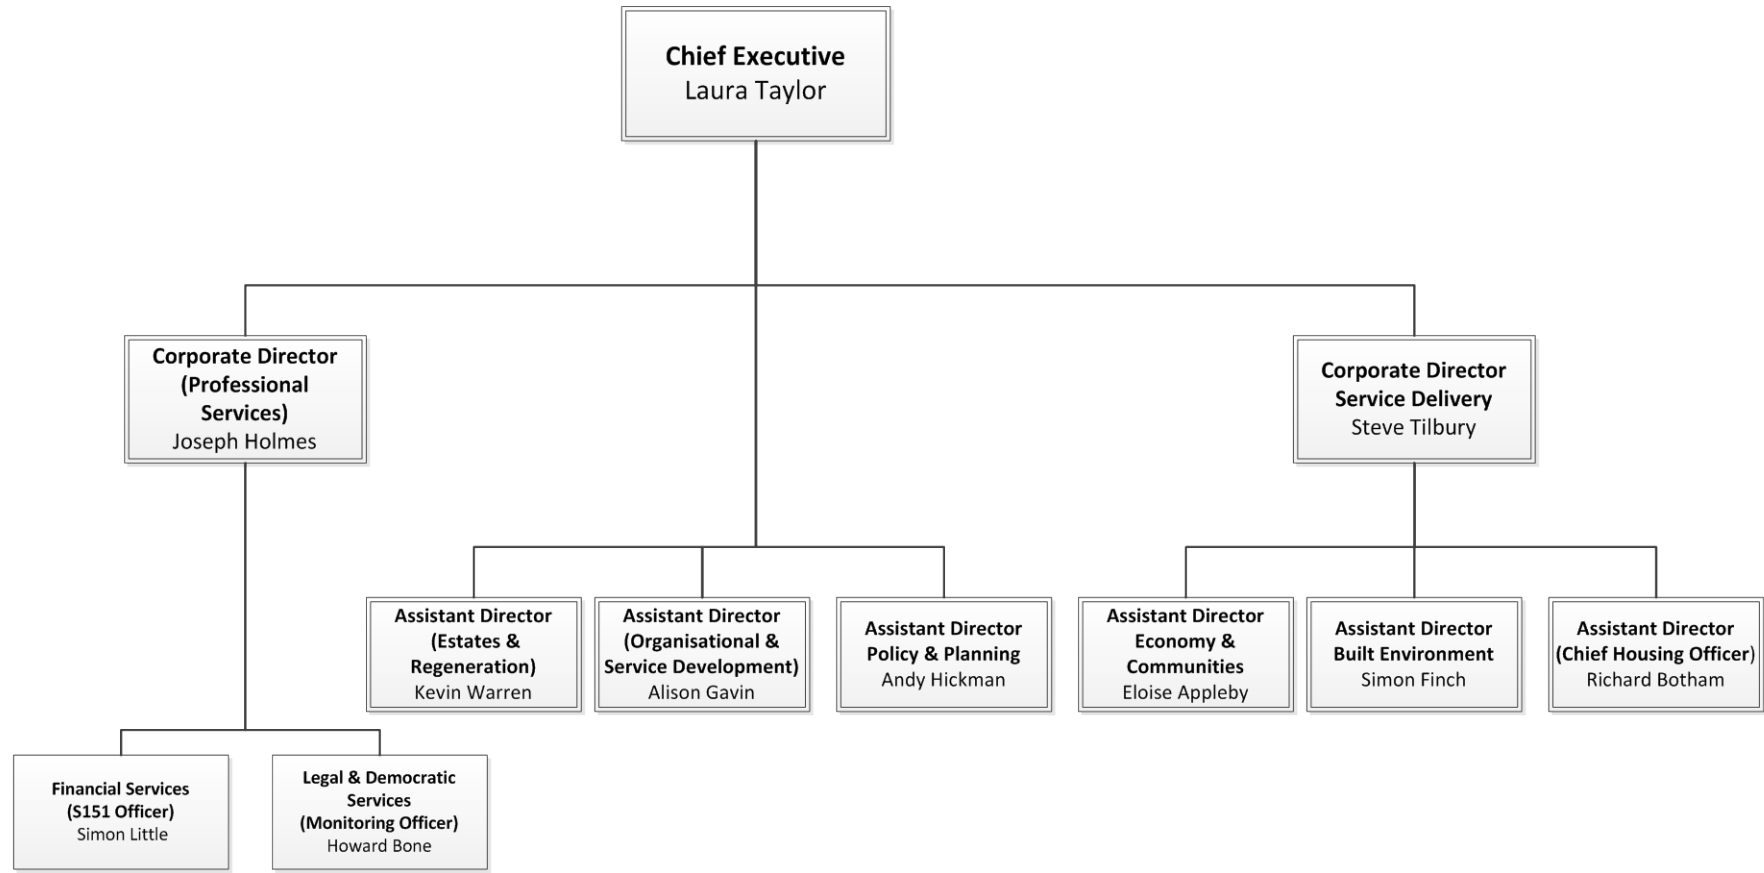 Chief Executive
Laura Taylor
Corporate Director
(Professional
Services)
Joseph Holmes
Corporate Director
Service Delivery
Steve Tilbury
Assistant Director
(Estates &
Regeneration)
Kevin Warren
Assistant Director
(Organisational &
Service Development)
Alison Gavin
Assistant Director
Policy & Planning
Andy Hickman
Assistant Director
Economy &
Communities
Eloise Appleby
Assistant Director
Built Environment
Simon Finch
Assistant Director
(Chief Housing Officer)
Richard Botham
Financial Services
(S151 Officer)
Simon Little
Legal & Democratic
Services
(Monitoring Officer)
Howard Bone